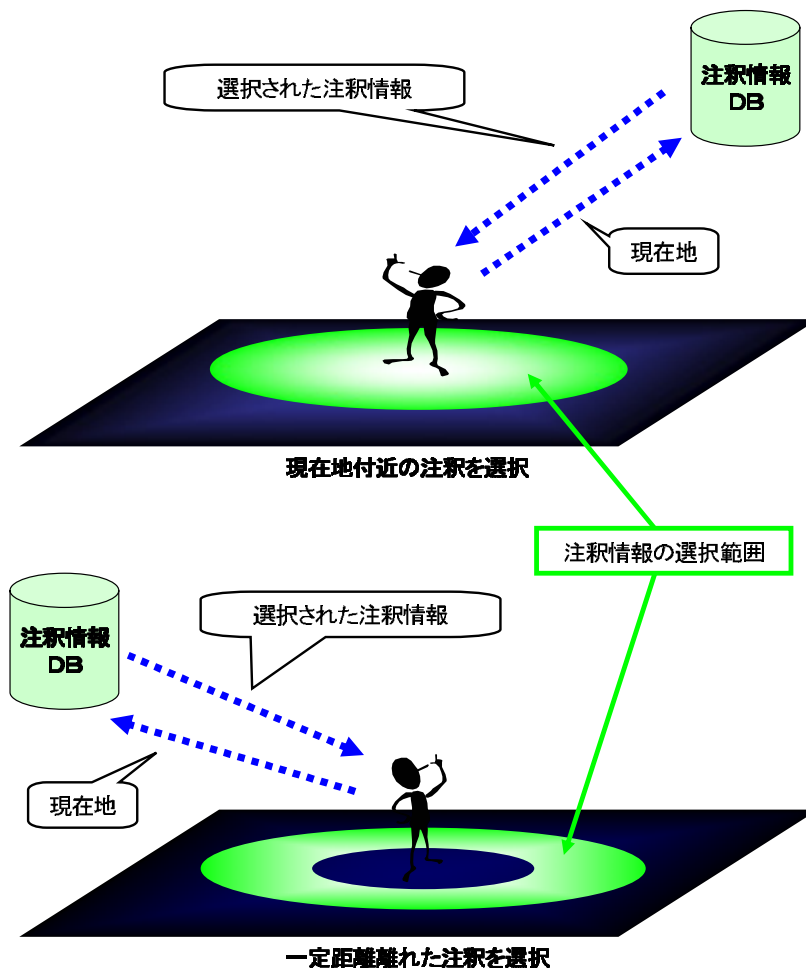 注釈情報
DB
選択された注釈情報
現在地
現在地付近の注釈を選択
注釈情報の選択範囲
注釈情報
DB
選択された注釈情報
現在地
一定距離離れた注釈を選択